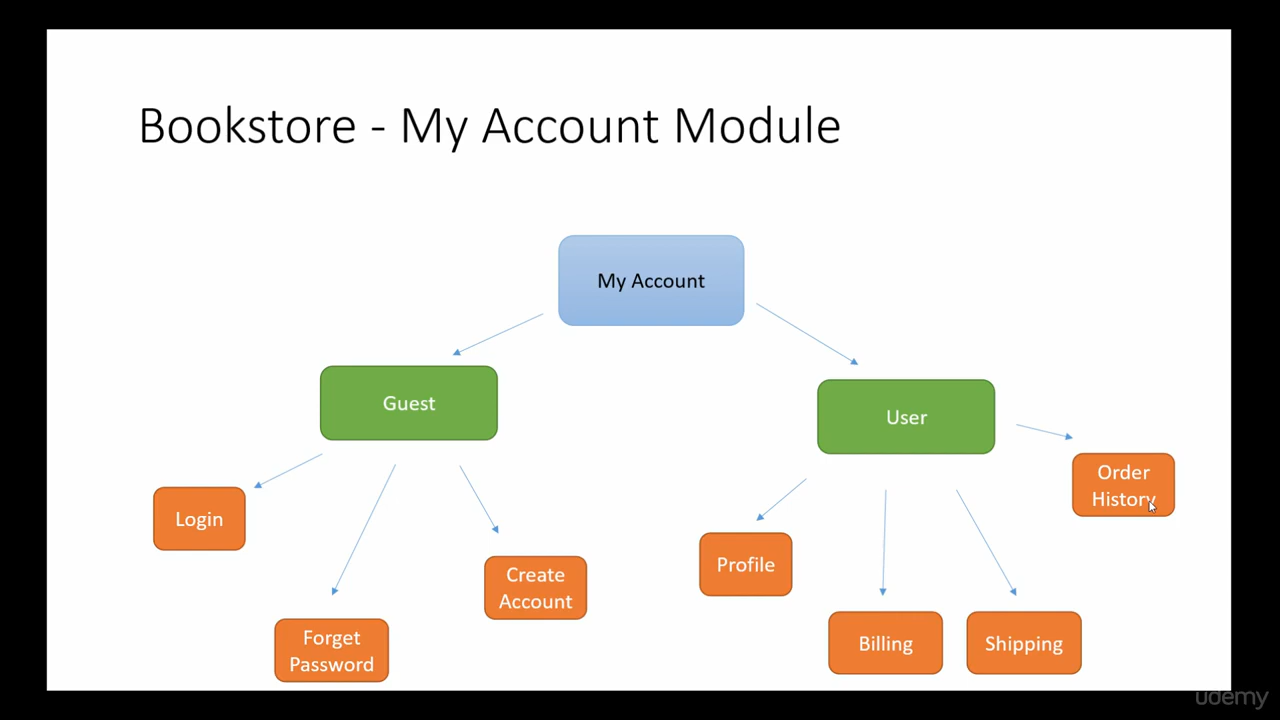 Bookstore - My Account Module
My Account
Guest
User
Order
History
Login
Profile
Create
Account
Forget
Password
Billing
Shipping
udemy